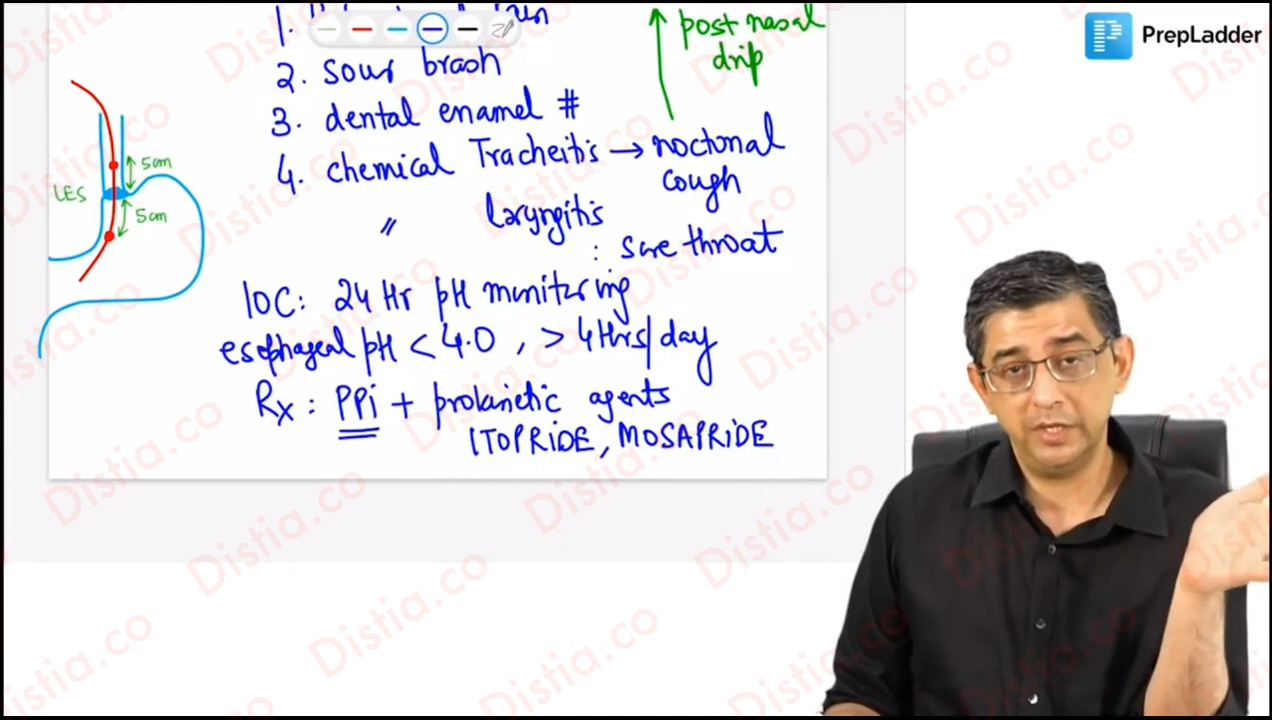 1.
2. sour brash
3. dental enamel #
4. chemical Tracheitis → noctonal
cough
〃 laryngitis
: sore throat
post nasal
drip
LES
5cm
5cm
IOC: 24 Hr pH monitoring
esophageal pH < 4.0 , > 4Hrs/day
Rx : PPi + prokinetic agents
ITOPRIDE, MOSAPRIDE
PrepLadder
Distia.co